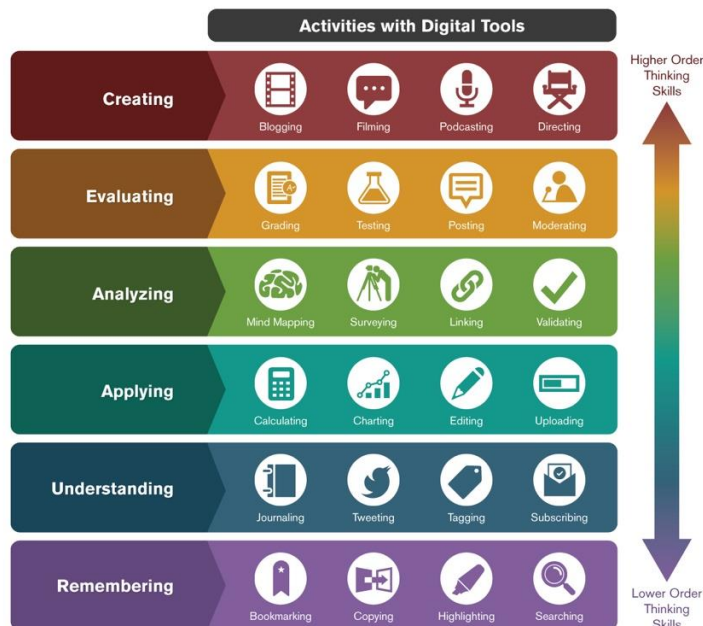 Activities with Digital Tools
Higher Order
Thinking
Skills
Creating
Blogging Filming Podcasting Directing
Evaluating
Grading Testing Posting Moderating
Analyzing
Mind Mapping Surveying Linking Validating
Applying
Calculating Charting Editing Uploading
Understanding
Journaling Tweeting Tagging Subscribing
Remembering
Bookmarking Copying Highlighting Searching
Lower Order
Thinking
Skills